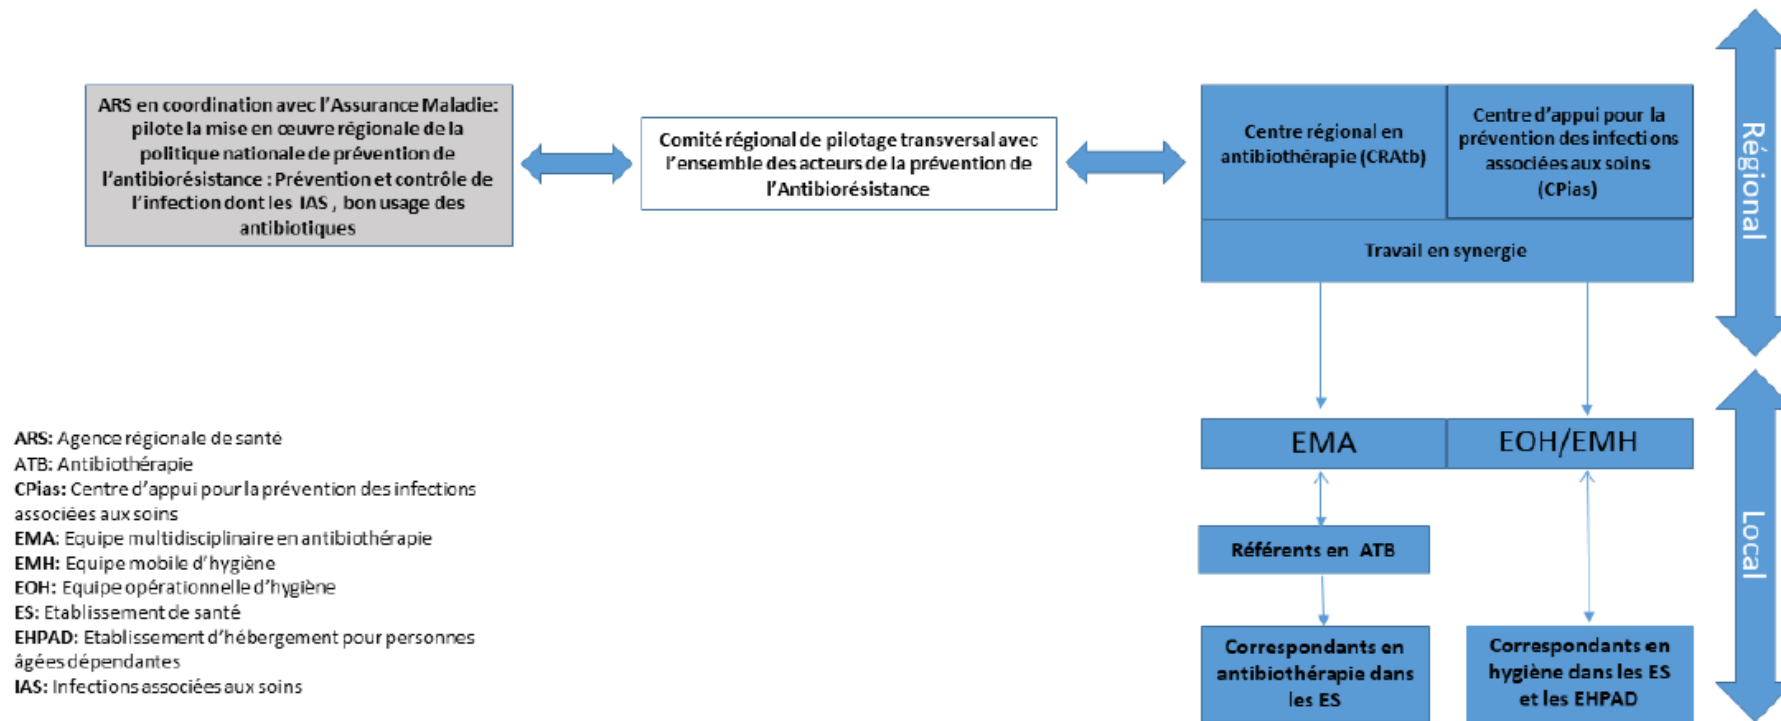 ARS en coordination avec l'Assurance Maladie:
pilote la mise en œuvre régionale de la
politique nationale de prévention de
l'antibiorésistance : Prévention et contrôle de
l'infection dont les IAS , bon usage des
antibiotiques
Comité régional de pilotage transversal avec
l'ensemble des acteurs de la prévention de
l'Antibiorésistance
Centre régional en
antibiothérapie (CRAtb)
Centre d'appui pour la
prévention des infections
associées aux soins
(CPias)
Travail en synergie
Régional
EMA
EOH/EMH
Référents en ATB
Correspondants en
antibiothérapie dans
les ES
Correspondants en
hygiène dans les ES
et les EHPAD
Local
ARS: Agence régionale de santé
ATB: Antibiothérapie
CPias: Centre d'appui pour la prévention des infections
associées aux soins
EMA: Equipe multidisciplinaire en antibiothérapie
EMH: Equipe mobile d'hygiène
EOH: Equipe opérationnelle d'hygiène
ES: Etablissement de santé
EHPAD: Etablissement d'hébergement pour personnes
âgées dépendantes
IAS: Infections associées aux soins